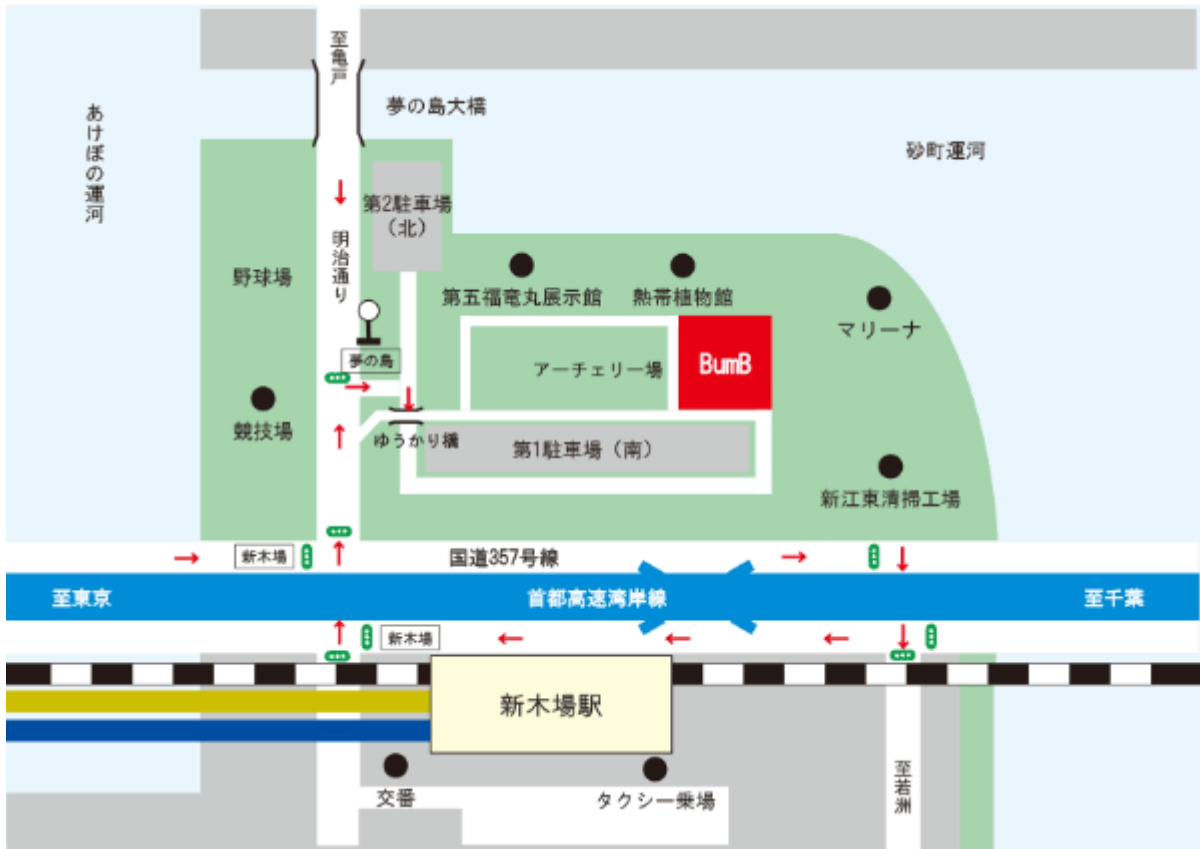 至亀戸
夢の島大橋
あけぼの運河
砂町運河
第2駐車場
（北）
明治通り
野球場
第五福竜丸展示館
熱帯植物館
マリーナ
夢の島
アーチェリー場
BumB
競技場
ゆうかり橋
第1駐車場（南）
新江東清掃工場
新木場
国道357号線
至東京
首都高速湾岸線
至千葉
新木場
新木場駅
交番
タクシー乗場
至若洲